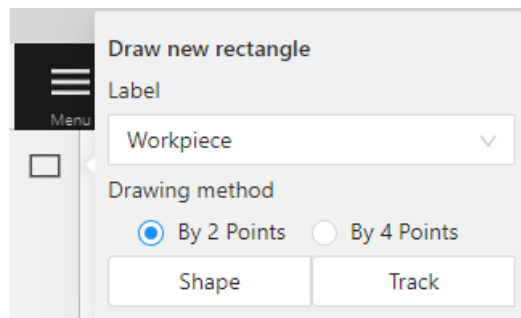 Draw new rectangle
Label
Menu
Workpiece
Drawing method
By 2 Points By 4 Points
Shape Track